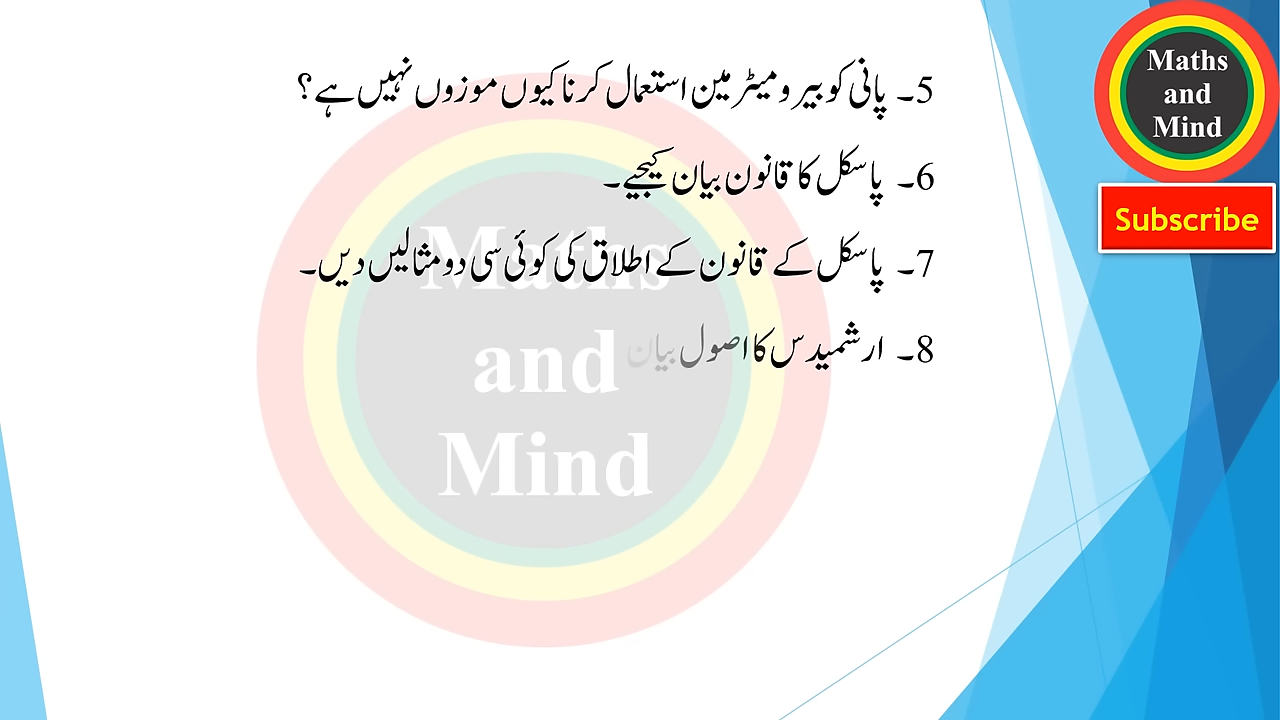 5۔ پانی کو بیرومیٹر مین استعمال کرنا کیوں موزوں نہیں ہے ؟
6۔ پاسکل کا قانون بیان کیجیے۔
7۔ پاسکل کے قانون کے اطلاق کی کوئی سی دو مثالیں دیں۔
8۔ ارشمیدس کا اصول بیان
Maths
and
Mind
Subscribe
Maths
and
Mind